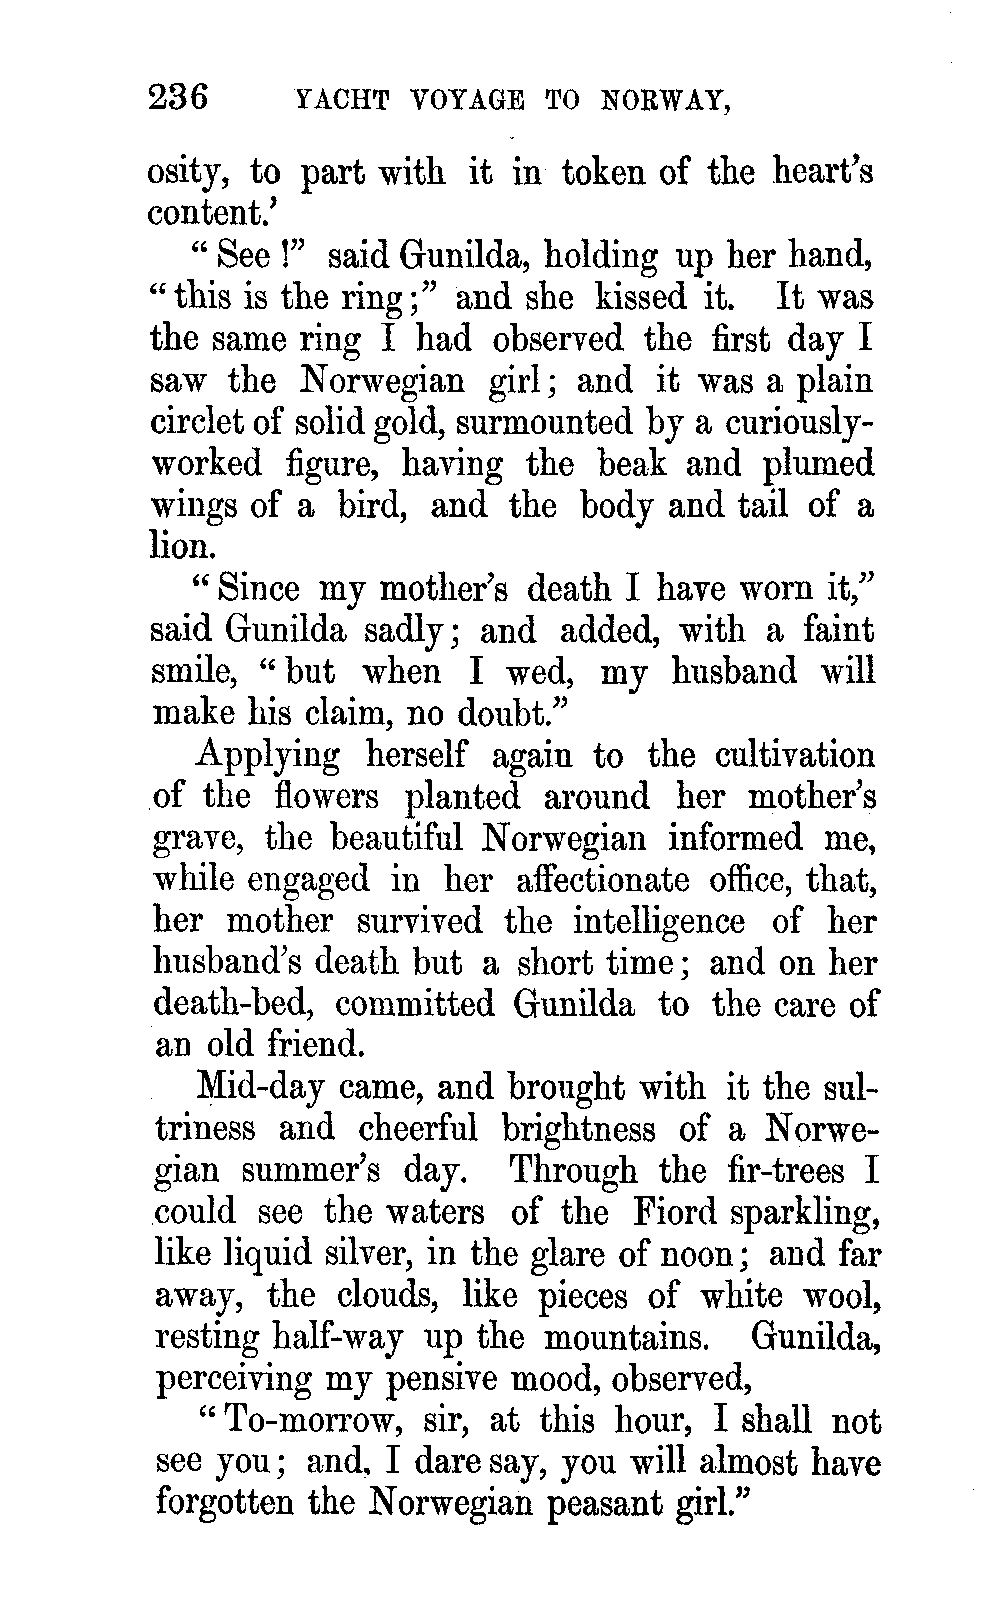 236 YACHT VOYAGE TO NORWAY,
osity, to part with it in token of the heart's
content.'
“ See !” said Gunilda, holding up her hand,
“ this is the ring ;” and she kissed it. It was
the same ring I had observed the first day I
saw the Norwegian girl ; and it was a plain
circlet of solid gold, surmounted by a curiously-
worked figure, having the beak and plumed
wings of a bird, and the body and tail of a
lion.
“ Since my mother's death I have worn it,”
said Gunilda sadly ; and added, with a faint
smile, “ but when I wed, my husband will
make his claim, no doubt.”
Applying herself again to the cultivation
of the flowers planted around her mother's
grave, the beautiful Norwegian informed me,
while engaged in her affectionate office, that,
her mother survived the intelligence of her
husband's death but a short time ; and on her
death-bed, committed Gunilda to the care of
an old friend.
Mid-day came, and brought with it the sul-
triness and cheerful brightness of a Norwe-
gian summer's day. Through the fir-trees I
could see the waters of the Fiord sparkling,
like liquid silver, in the glare of noon ; and far
away, the clouds, like pieces of white wool,
resting half-way up the mountains. Gunilda,
perceiving my pensive mood, observed,
“ To-morrow, sir, at this hour, I shall not
see you ; and, I dare say, you will almost have
forgotten the Norwegian peasant girl.”